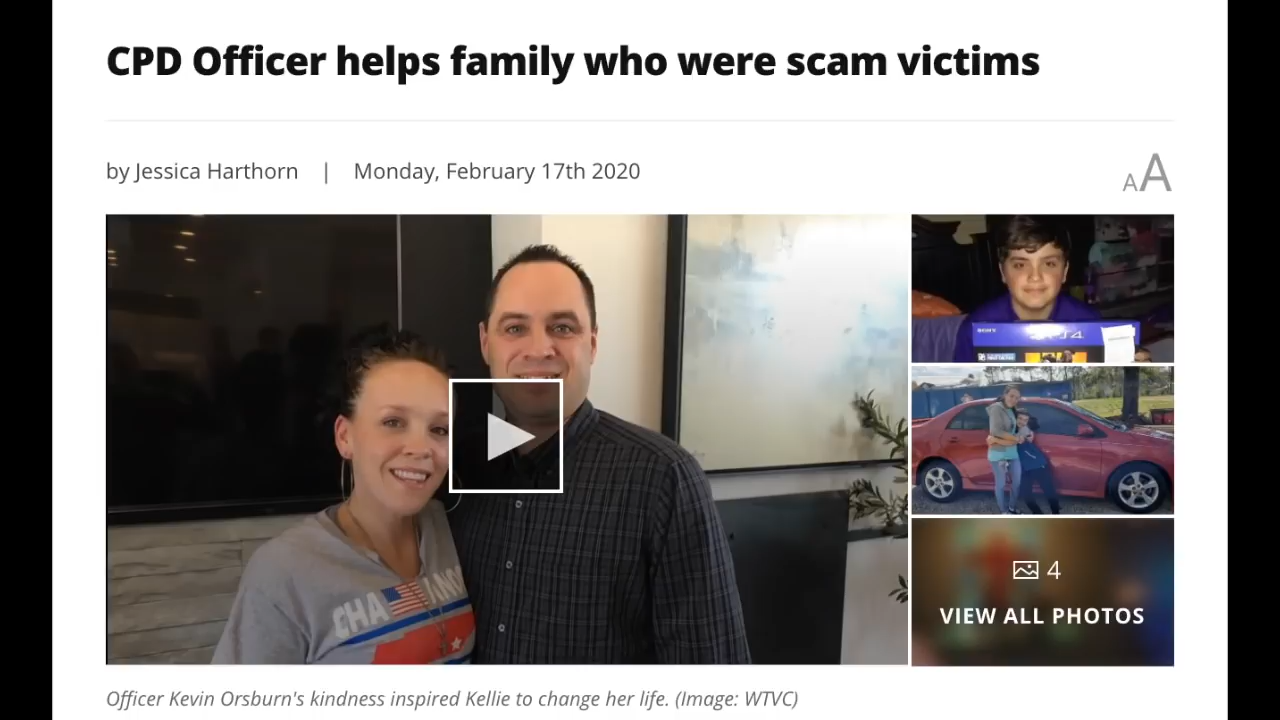 CPD Officer helps family who were scam victims
by Jessica Harthorn | Monday, February 17th 2020
AA
SONY
4
VIEW ALL PHOTOS
Officer Kevin Orsburn's kindness inspired Kellie to change her life. (Image: WTVC)